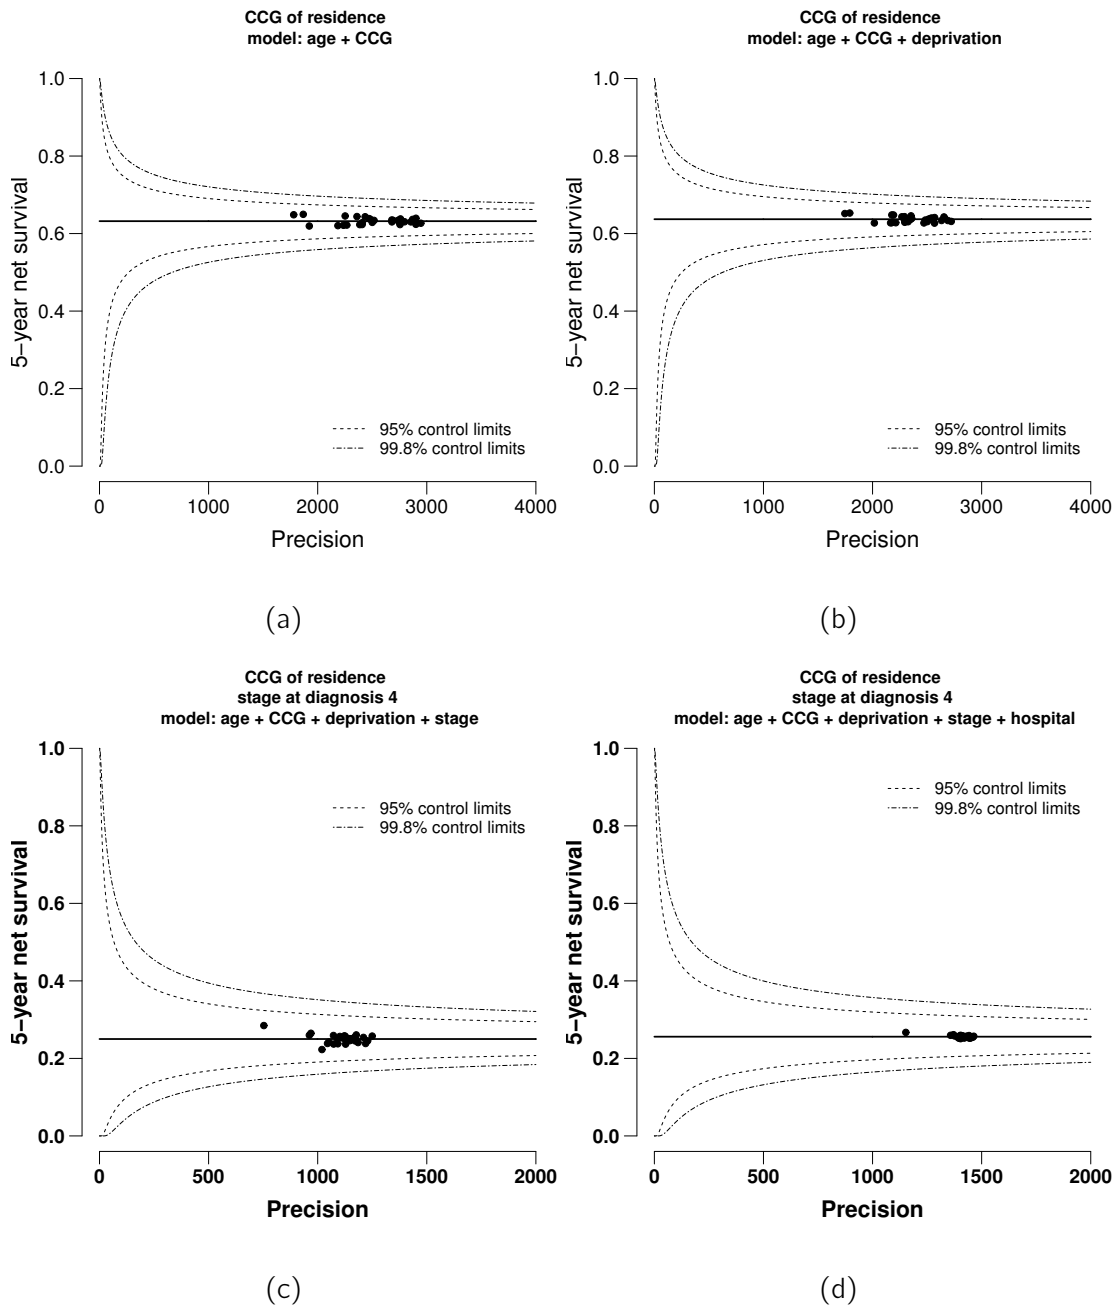 CCG of residence
model: age + CCG
1.0
0.8
0.6
0.4
0.2
0.0
5−year net survival
95% control limits
99.8% control limits
0 1000 2000 3000 4000
Precision
(a)
CCG of residence
model: age + CCG + deprivation
1.0
0.8
0.6
0.4
0.2
0.0
5−year net survival
95% control limits
99.8% control limits
0 1000 2000 3000 4000
Precision
(b)
CCG of residence
stage at diagnosis 4
model: age + CCG + deprivation + stage
1.0
0.8
0.6
0.4
0.2
0.0
5−year net survival
95% control limits
99.8% control limits
0 500 1000 1500 2000
Precision
(c)
CCG of residence
stage at diagnosis 4
model: age + CCG + deprivation + stage + hospital
1.0
0.8
0.6
0.4
0.2
0.0
5−year net survival
95% control limits
99.8% control limits
0 500 1000 1500 2000
Precision
(d)